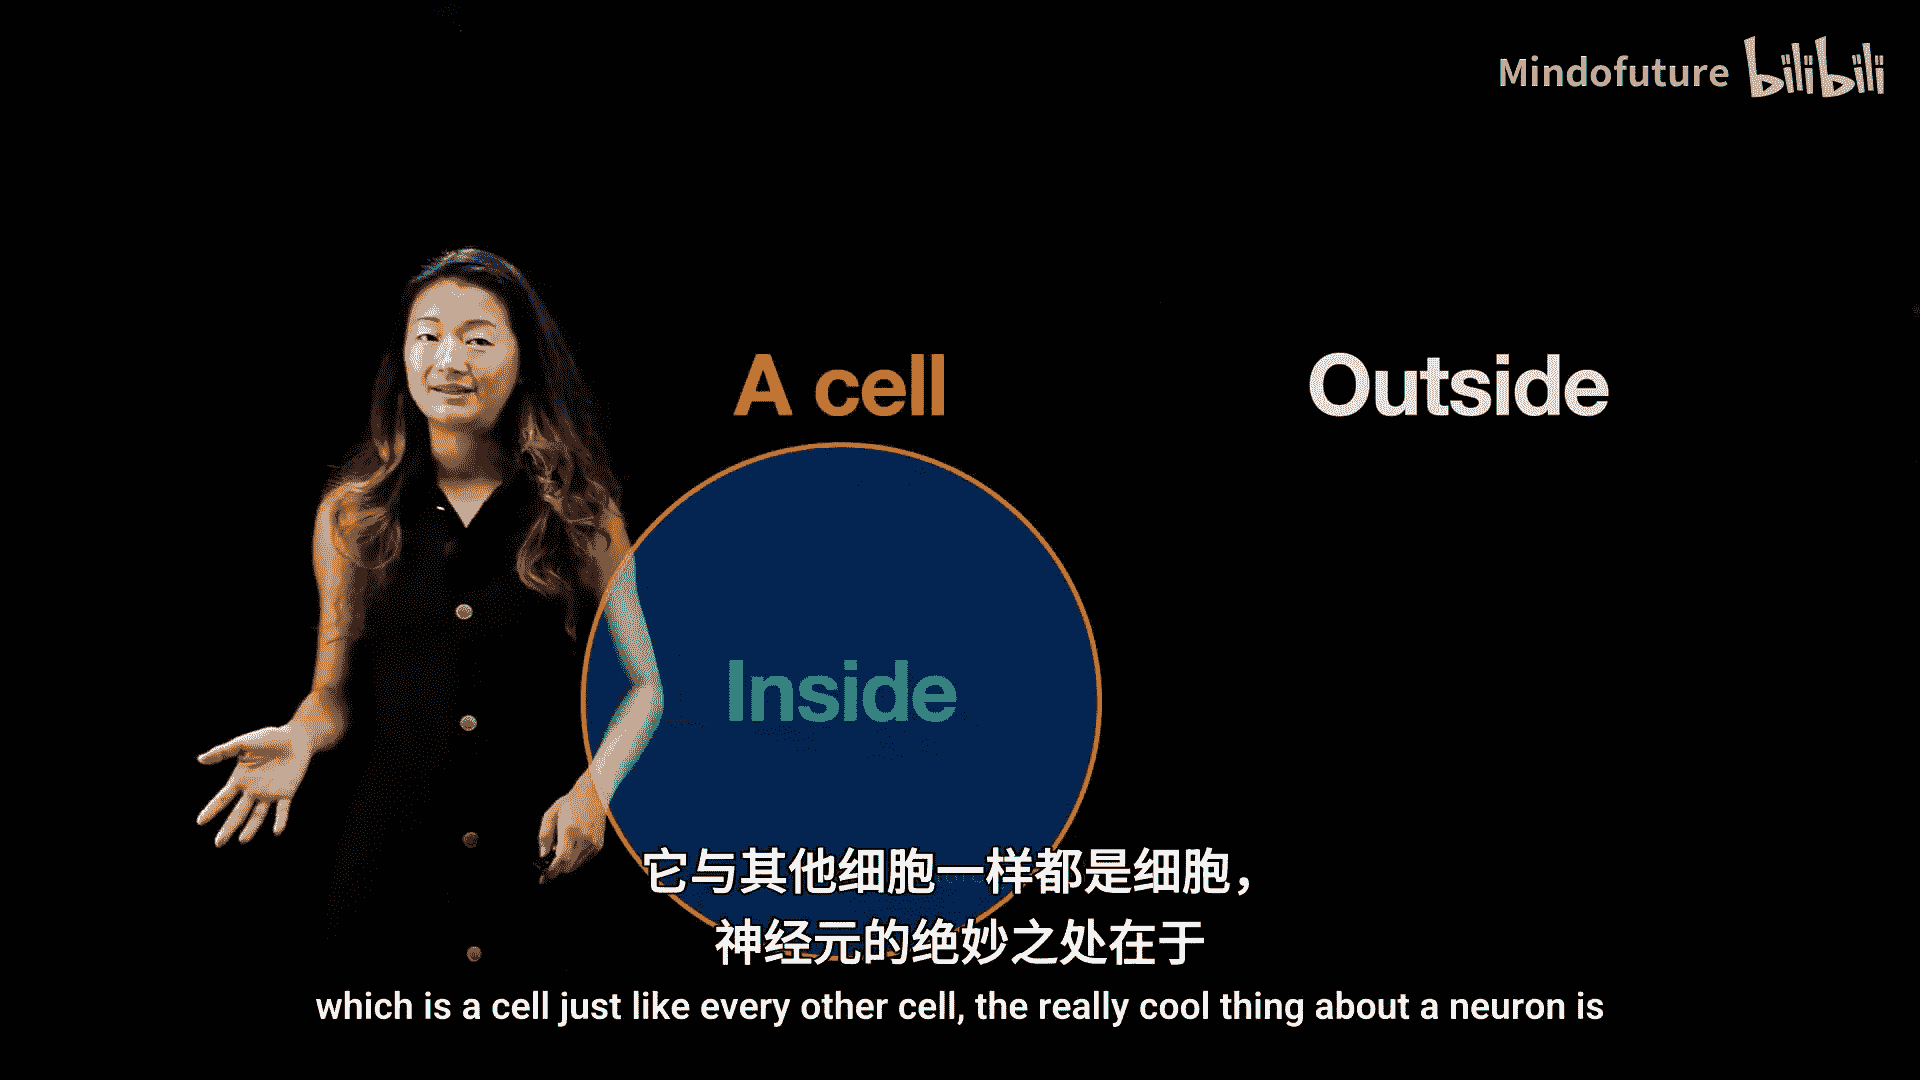 Mindofuture bilibili
A cell
Outside
Inside
它与其他细胞一样都是细胞，
神经元的绝妙之处在于
which is a cell just like every other cell, the really cool thing about a neuron is